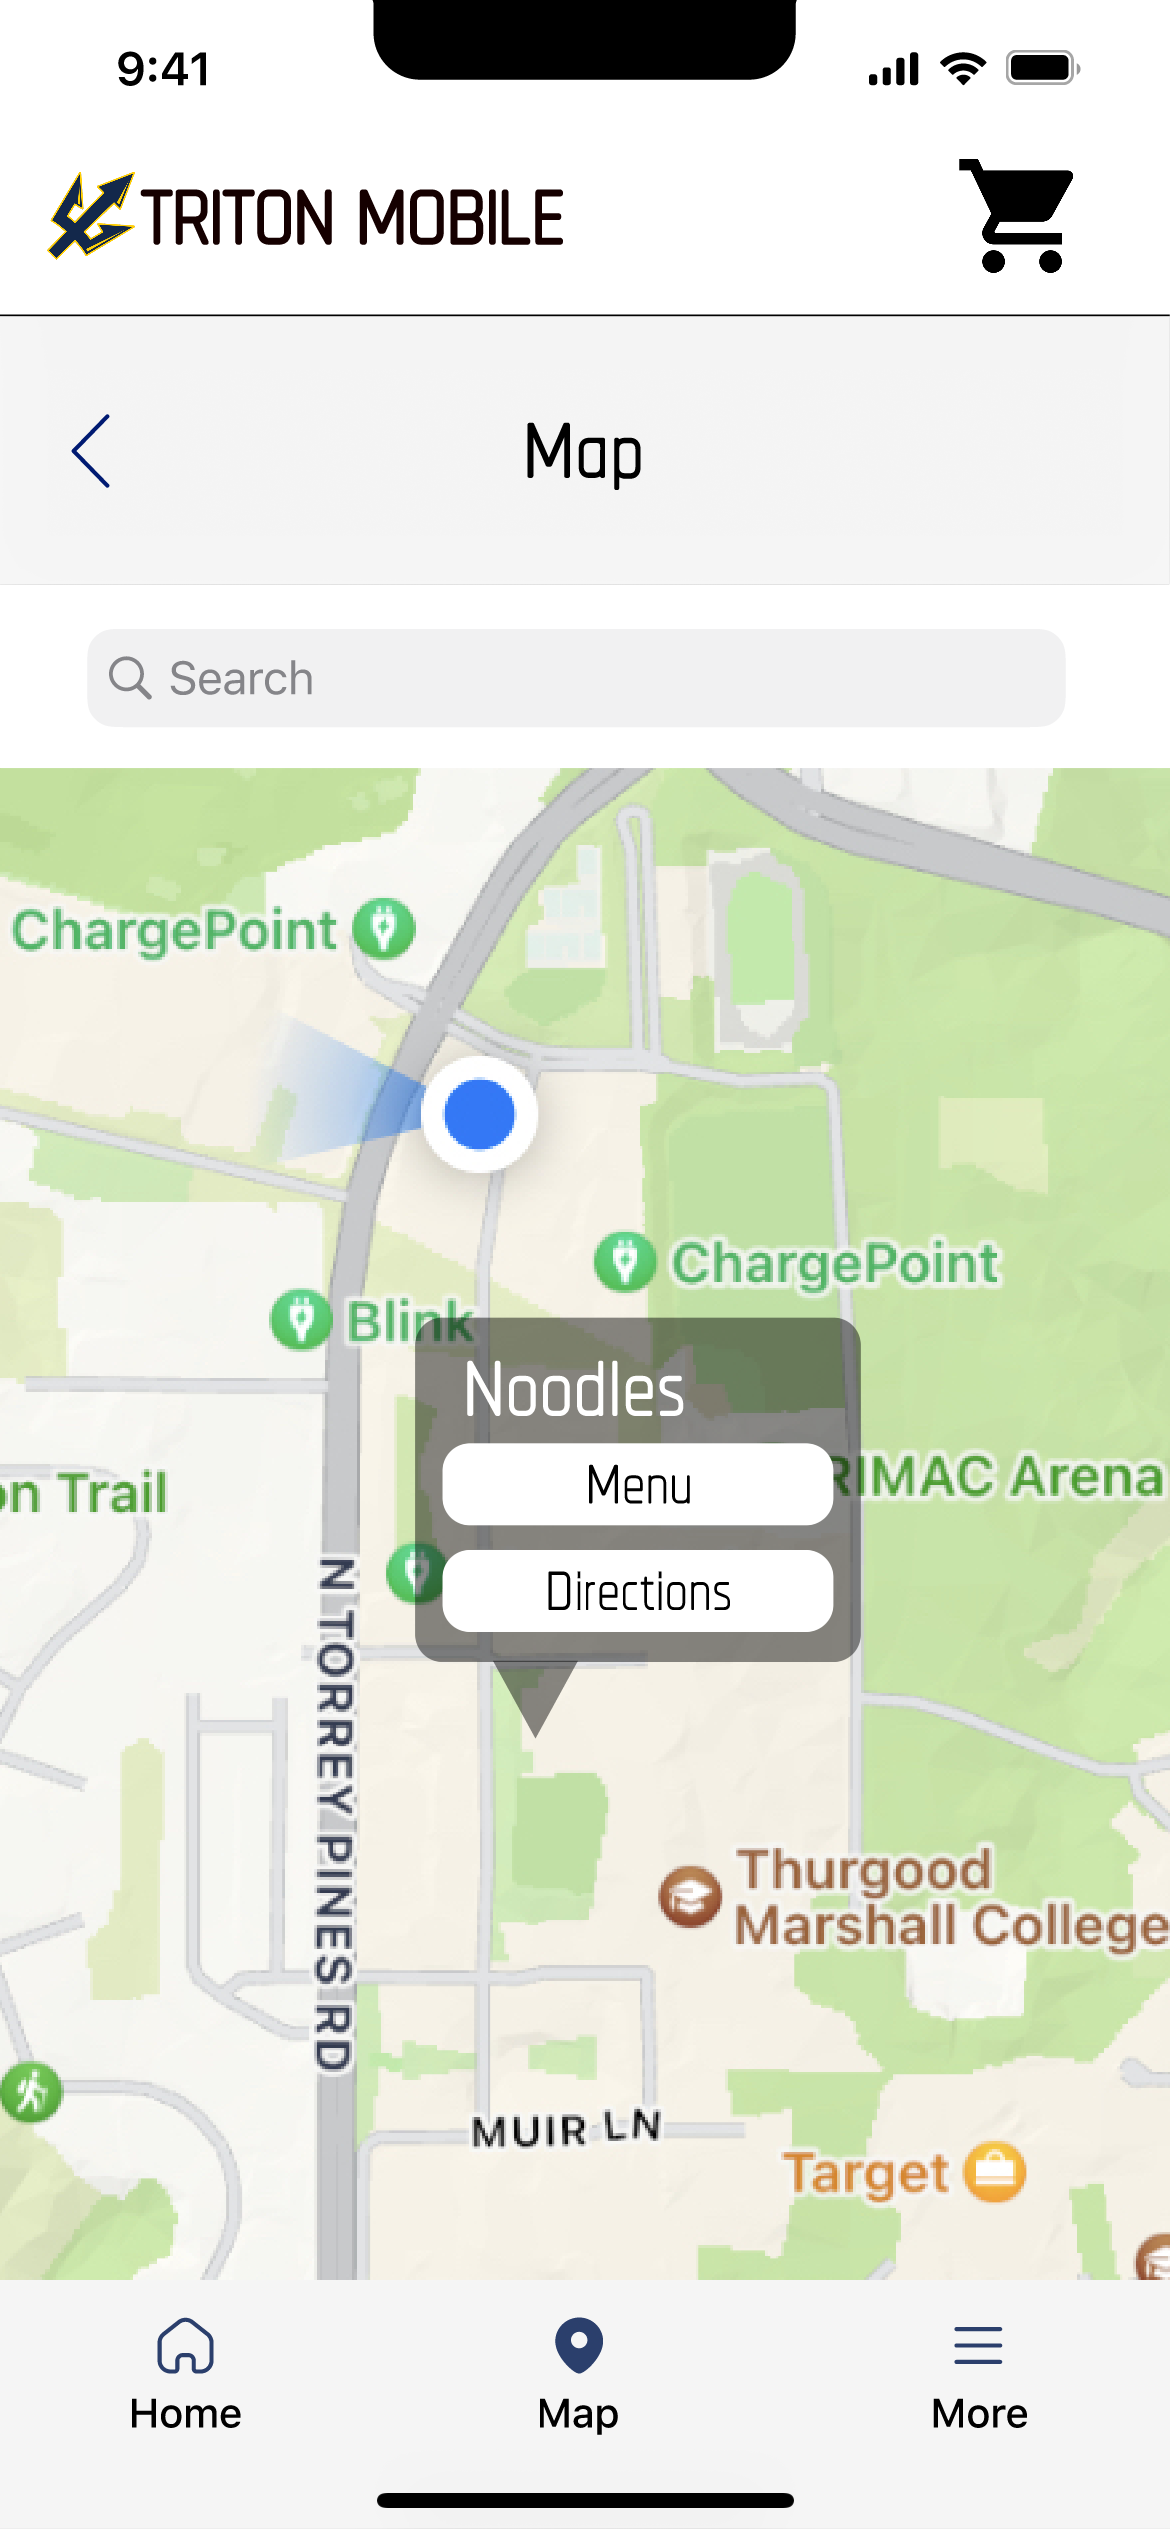 9:41
TRITON MOBILE
Map
Search
ChargePoint
ChargePoint
Blink
Noodles
Menu
RIMAC Arena
on Trail
Directions
N TORREY PINES RD
Thurgood
Marshall College
MUIR LN
Target
Home
Map
More